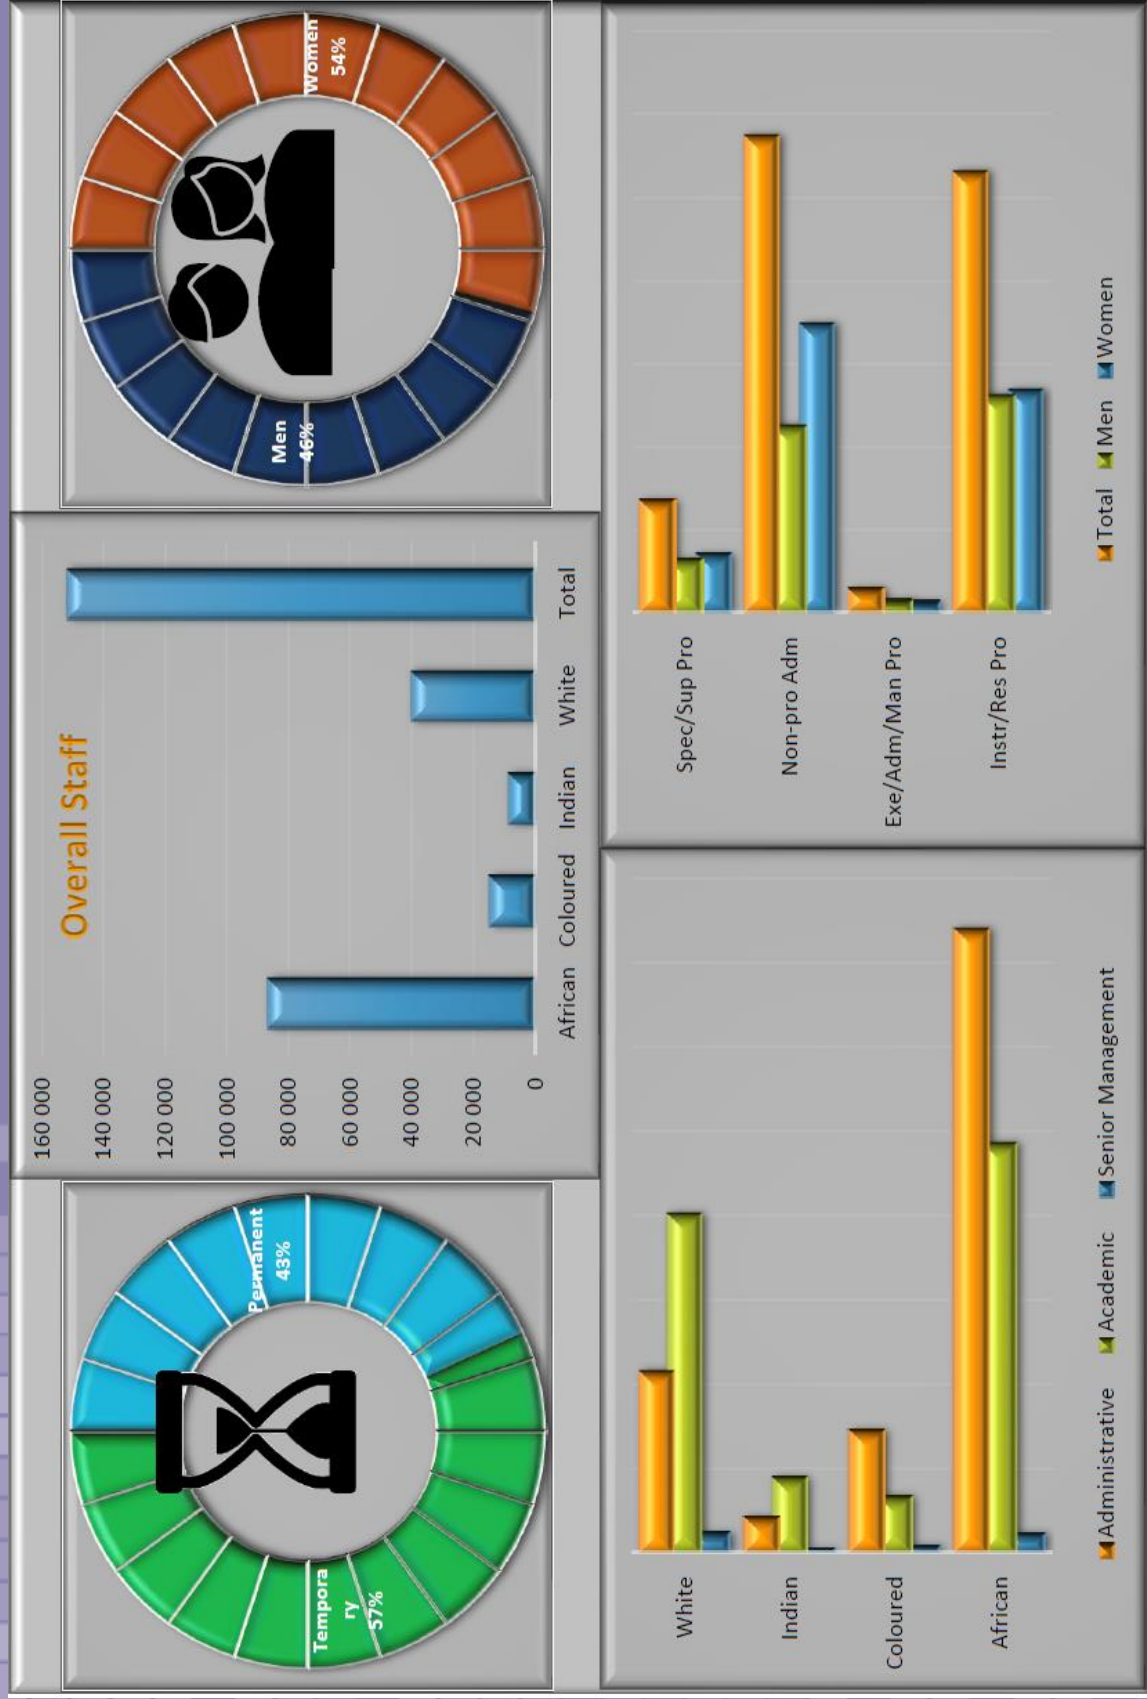 Permanent
43%
Tempora
ry
57%
Overall Staff
160 000
140 000
120 000
100 000
80 000
60 000
40 000
20 000
0
African Coloured Indian White Total
Women
54%
Men
46%
White
Indian
Coloured
African
Administrative Academic Senior Management
Spec/Sup Pro
Non-pro Adm
Exe/Adm/Man Pro
Instr/Res Pro
Total Men Women